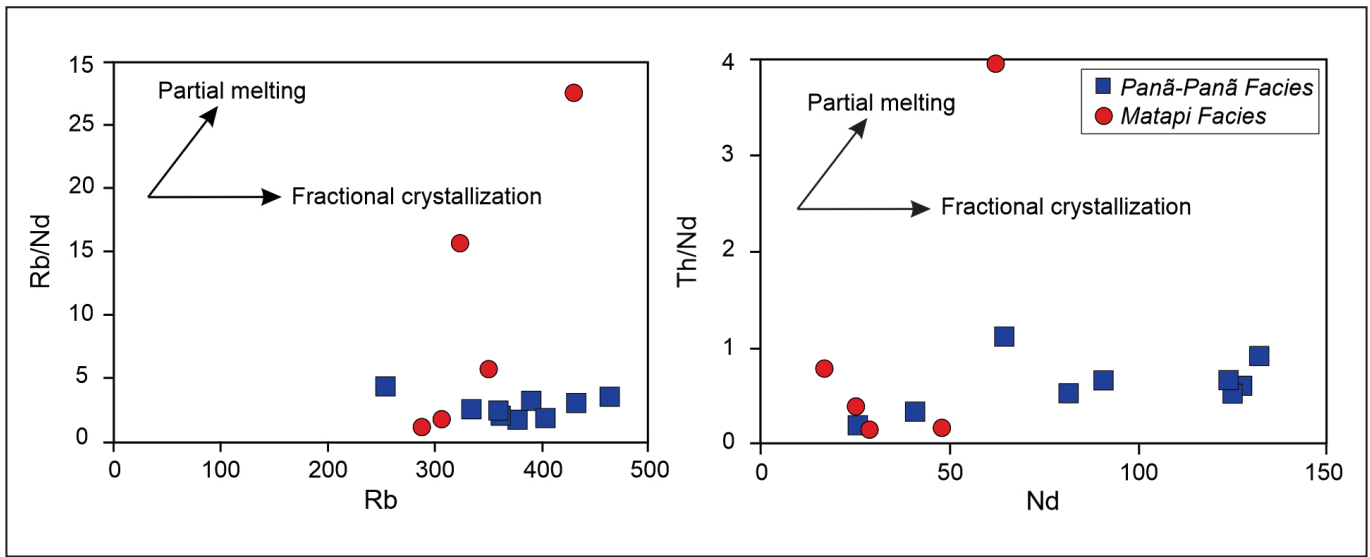 15
25
20
15
10
5
0
Rb/Nd
Partial melting
Fractional crystallization
0 100 200 300 400 500
Rb
4
3
2
1
0
Th/Nd
Partial melting
Fractional crystallization
Panã-Panã Facies
Matapi Facies
0 50 100 150
Nd